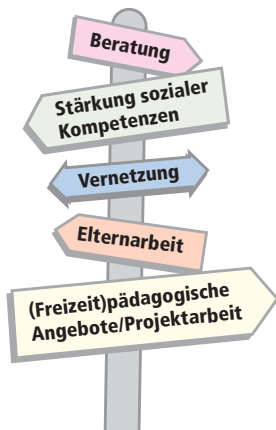 Beratung
Stärkung sozialer
Kompetenzen
Vernetzung
Elternarbeit
(Freizeit)pädagogische
Angebote/Projektarbeit